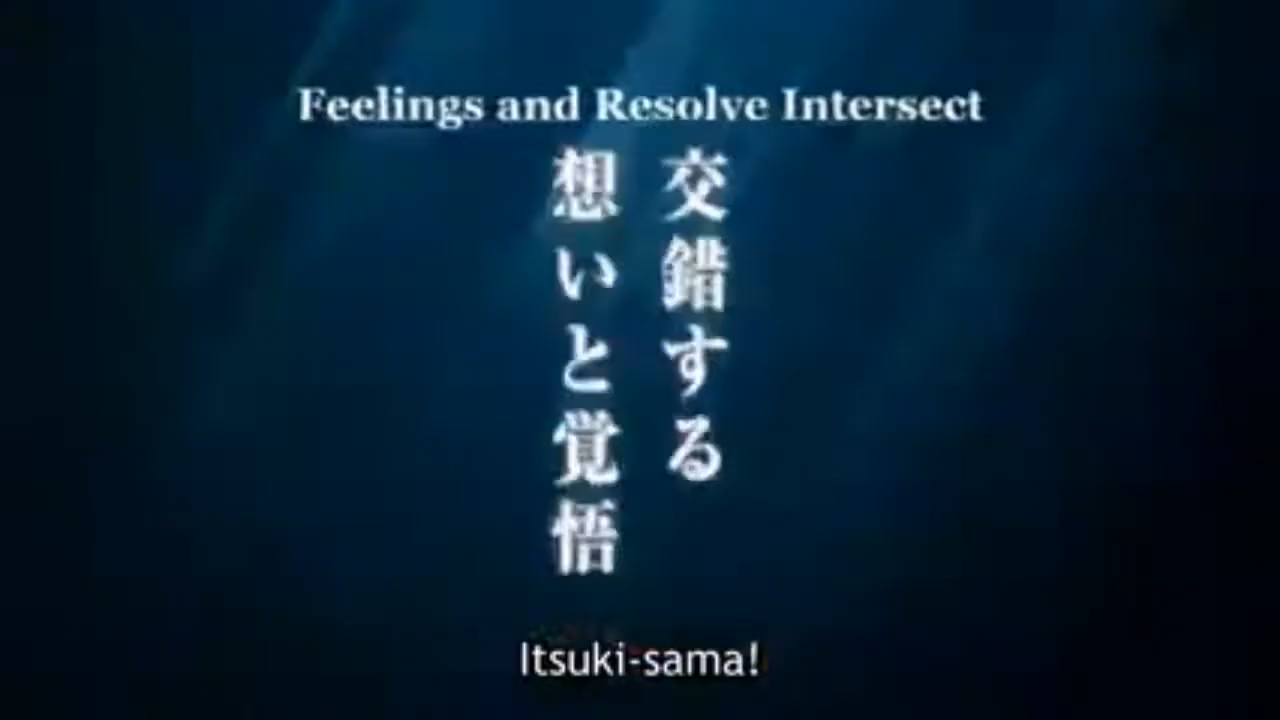 Feelings and Resolve Intersect
交錯する
想いと覚悟
Itsuki-sama!